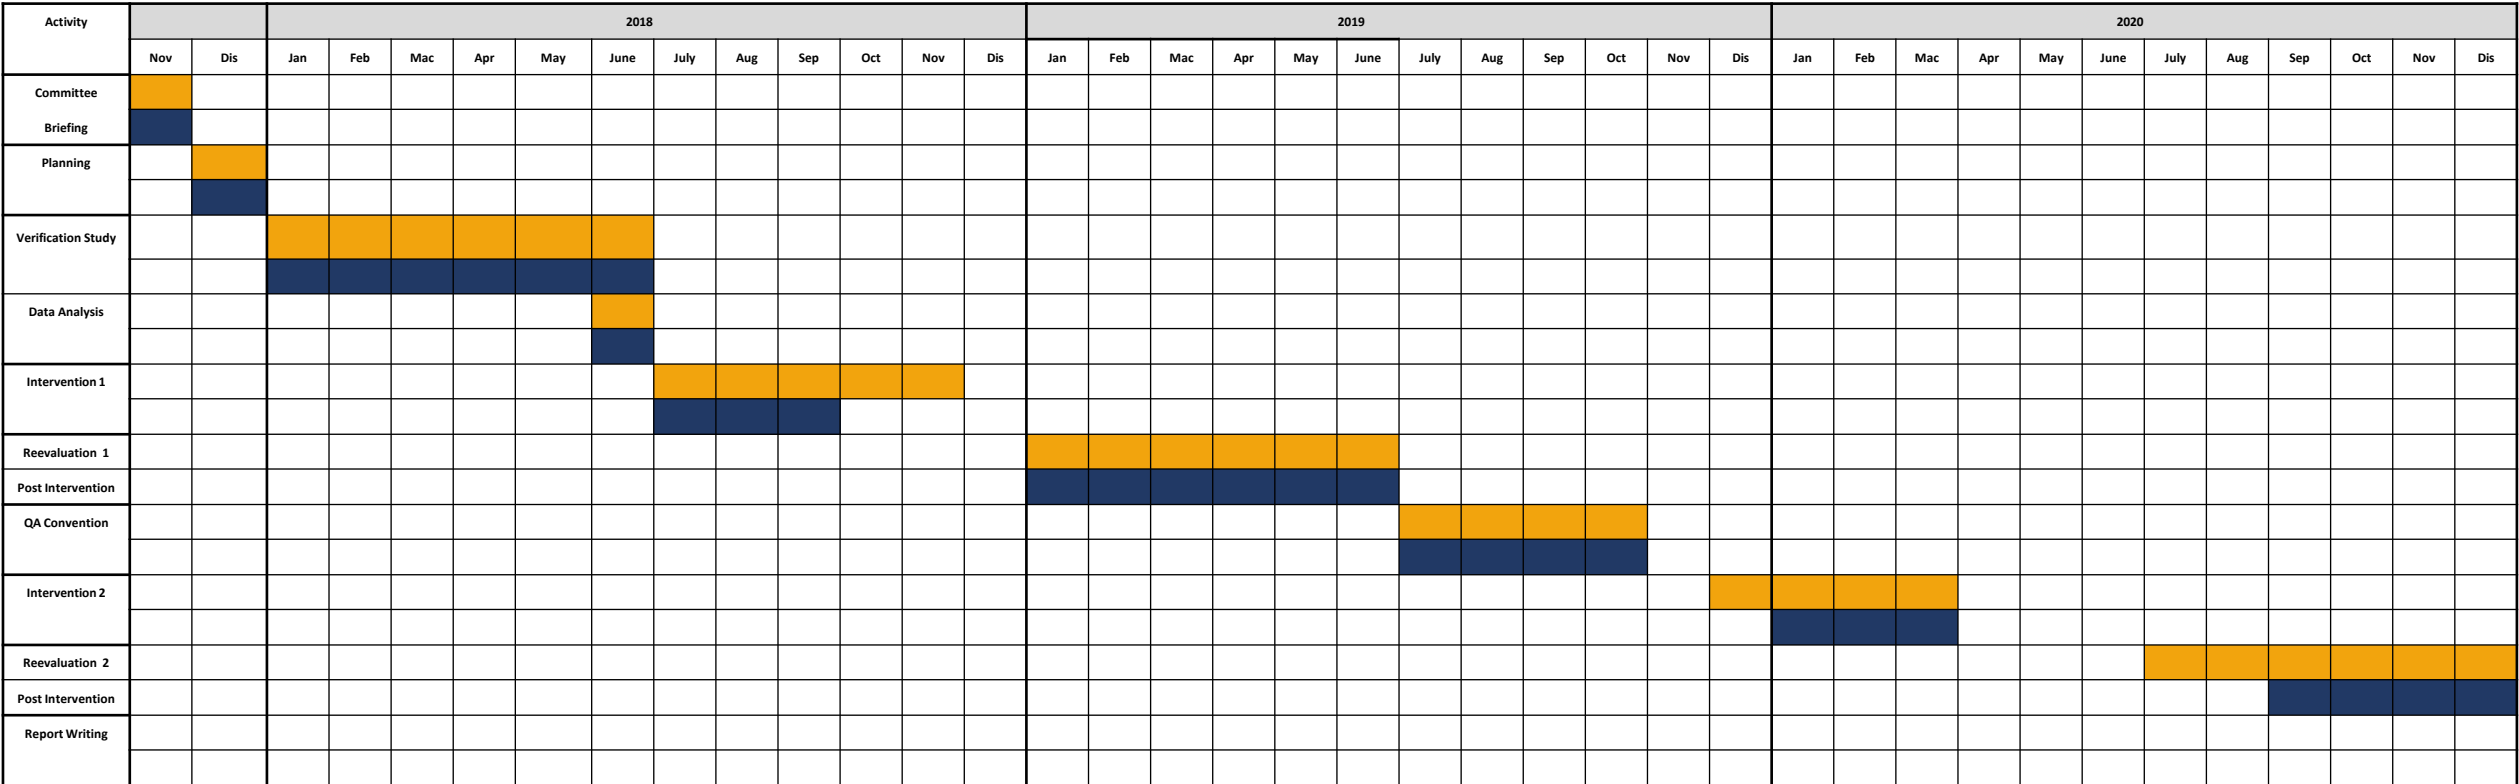 Activity 2018 2019 2020
Nov Dis Jan Feb Mac Apr May June July Aug Sep Oct Nov Dis Jan Feb Mac Apr May June July Aug Sep Oct Nov Dis Jan Feb Mac Apr May June July Aug Sep Oct Nov Dis
Committee
Briefing
Planning
Verification Study
Data Analysis
Intervention 1
Reevaluation 1
Post Intervention
QA Convention
Intervention 2
Reevaluation 2
Post Intervention
Report Writing